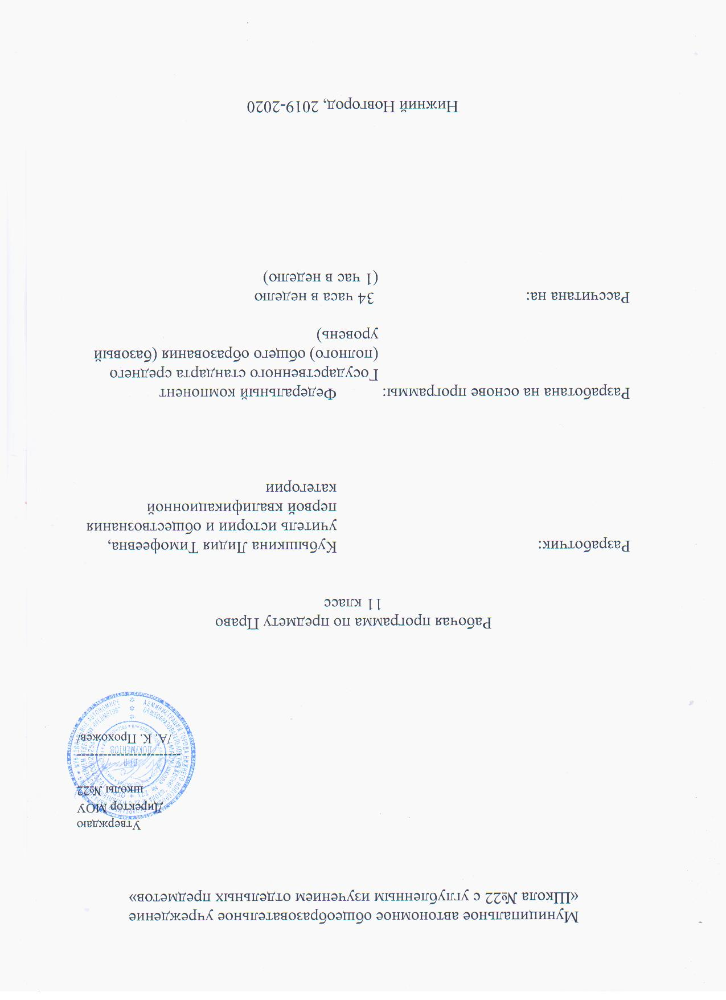 Муниципальное автономное общеобразовательное учреждение
«Школа №22 с углубленным изучением отдельных предметов»
Утверждаю
Директор МОУ
школы №22
/А. К. Прохожев/
ДЛЯ
ДОКУМЕНТОВ
Рабочая программа по предмету Право
11 класс
Разработчик: Кубышкина Лидия Тимофеевна,
учитель истории и обществознания
первой квалификационной
категории
Разработана на основе программы: Федеральный компонент
Государственного стандарта среднего
(полного) общего образования (базовый
уровень)
Рассчитана на: 34 часа в неделю
(1 час в неделю)
Нижний Новгород, 2019-2020